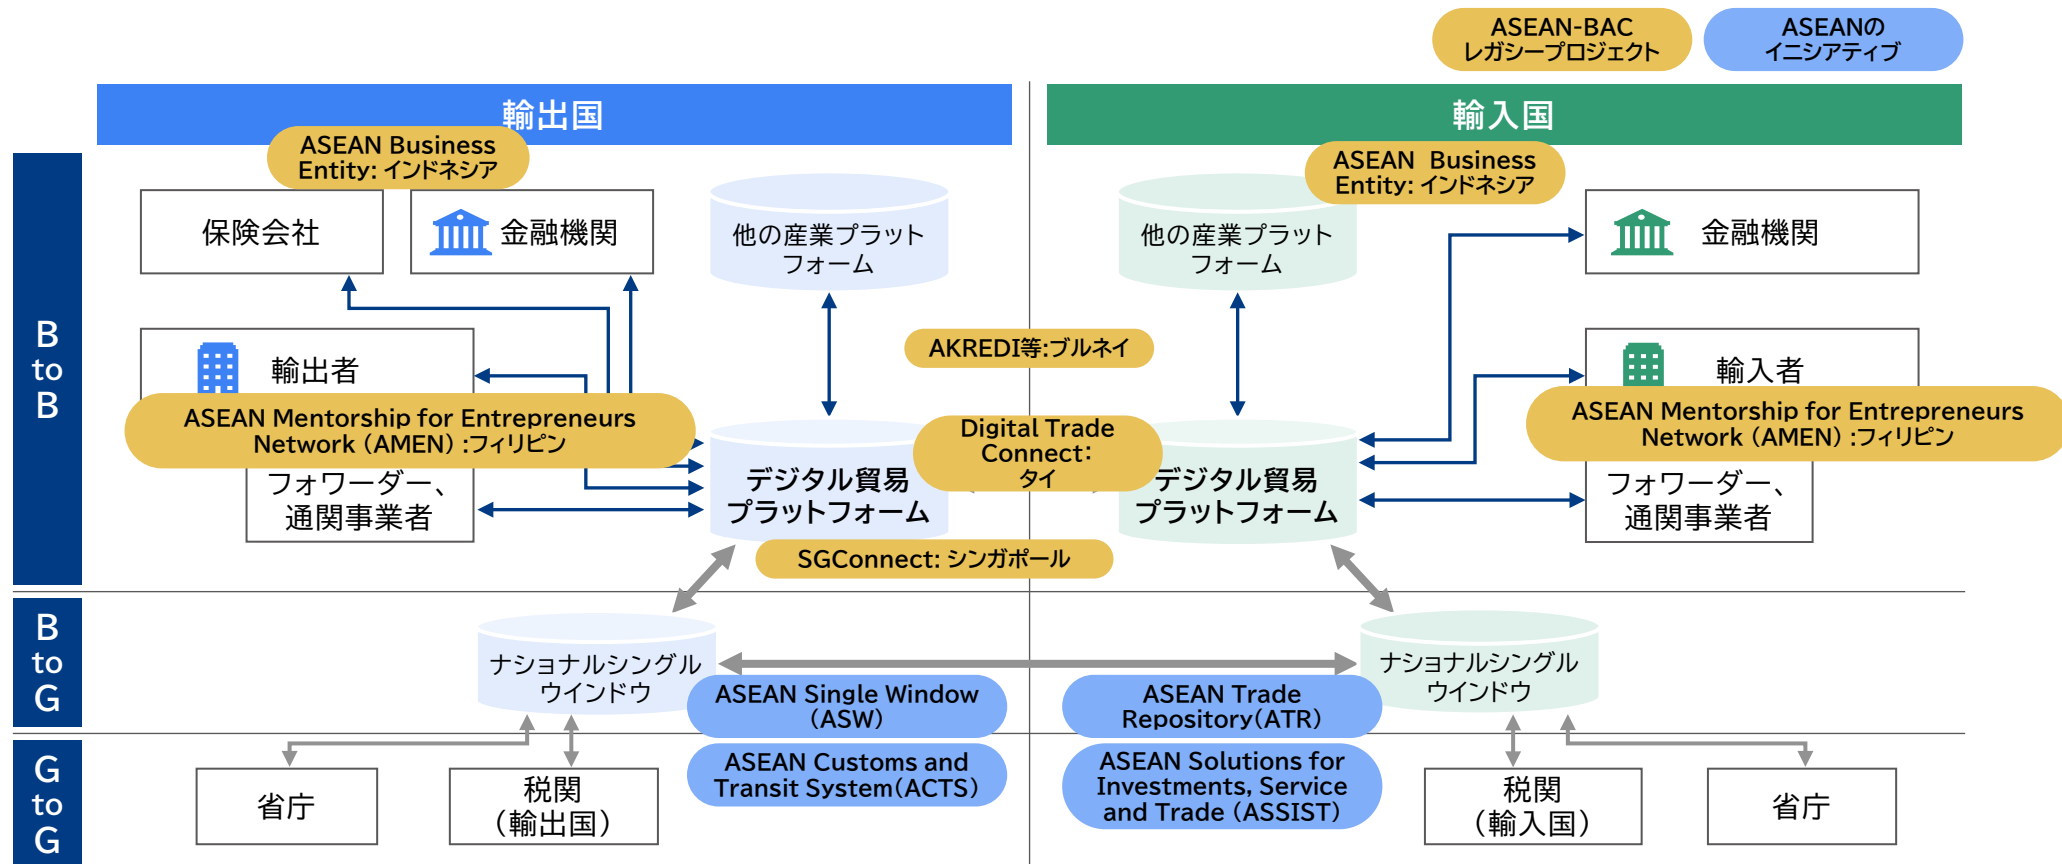 ASEAN-BAC
レガシープロジェクト
ASEANの
イニシアティブ
輸出国
輸入国
B
to
B
ASEAN Business
Entity: インドネシア
ASEAN Business
Entity: インドネシア
保険会社
金融機関
他の産業プラット
フォーム
他の産業プラット
フォーム
金融機関
輸出者
AKREDI等:ブルネイ
輸入者
ASEAN Mentorship for Entrepreneurs
Network (AMEN) :フィリピン
Digital Trade
Connect:
タイ
ASEAN Mentorship for Entrepreneurs
Network (AMEN) :フィリピン
フォワーダー、
通関事業者
デジタル貿易
プラットフォーム
デジタル貿易
プラットフォーム
フォワーダー、
通関事業者
SGConnect: シンガポール
B
to
G
ナショナルシングル
ウインドウ
ナショナルシングル
ウインドウ
ASEAN Single Window
(ASW)
ASEAN Trade
Repository(ATR)
G
to
G
ASEAN Customs and
Transit System(ACTS)
ASEAN Solutions for
Investments, Service
and Trade (ASSIST)
省庁
税関
(輸出国)
税関
(輸入国)
省庁